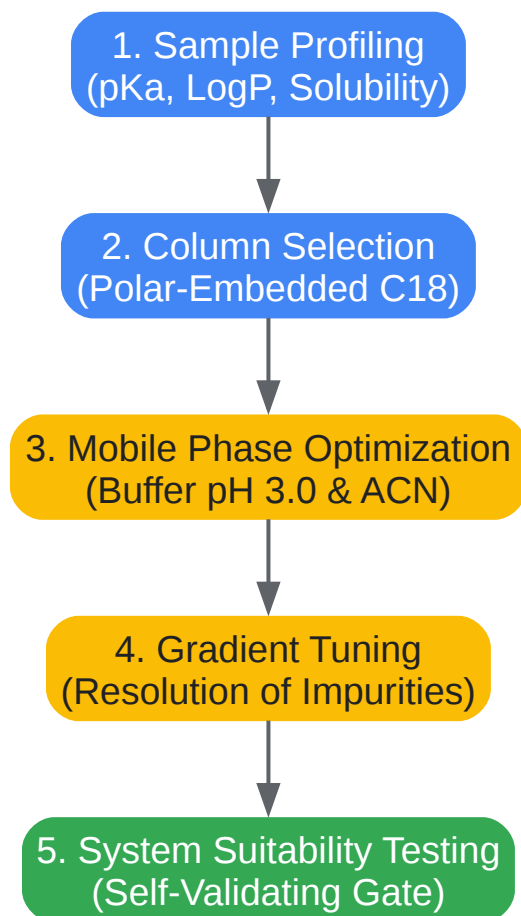 1. Sample Profiling
(pKa, LogP, Solubility)
2. Column Selection
(Polar-Embedded C18)
3. Mobile Phase Optimization
(Buffer pH 3.0 & ACN)
4. Gradient Tuning
(Resolution of Impurities)
5. System Suitability Testing
(Self-Validating Gate)